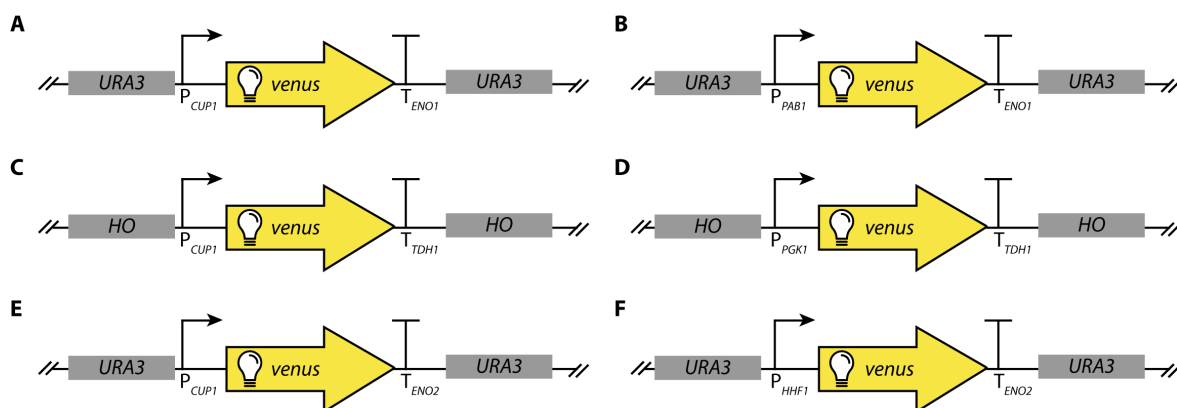 A
URA3 P CUP1 venus T ENO1 URA3
B
URA3 P PAB1 venus T ENO1 URA3
C
HO P CUP1 venus T TDH1 HO
D
HO P PGK1 venus T TDH1 HO
E
URA3 P CUP1 venus T ENO2 URA3
F
URA3 P HHF1 venus T ENO2 URA3